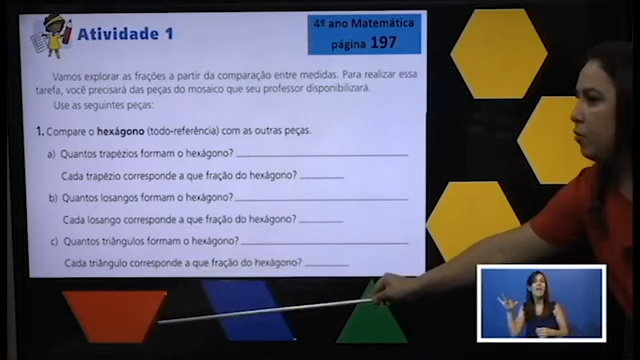 Atividade 1
4º ano Matemática
página 197
Vamos explorar as frações a partir da comparação entre medidas. Para realizar essa
tarefa, você precisará das peças do mosaico que seu professor disponibilizará.
Use as seguintes peças:
1. Compare o hexágono (todo-referência) com as outras peças.
a) Quantos trapézios formam o hexágono?
Cada trapézio corresponde a que fração do hexágono?
b) Quantos losangos formam o hexágono?
Cada losango corresponde a que fração do hexágono?
c) Quantos triângulos formam o hexágono?
Cada triângulo corresponde a que fração do hexágono?